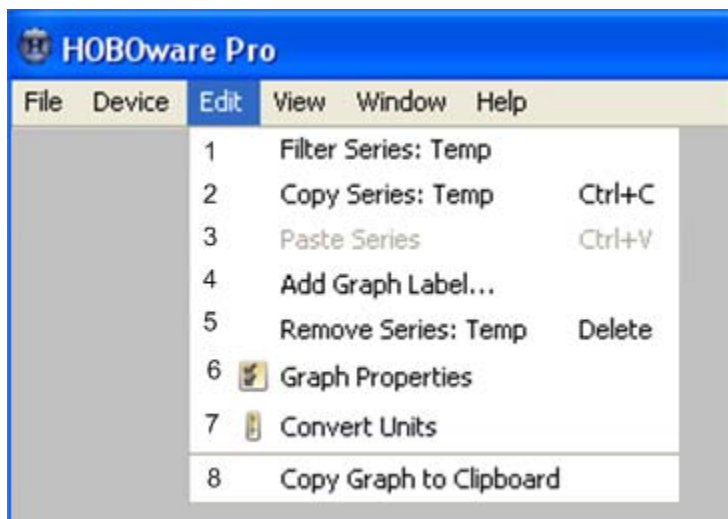 HOBOware Pro
File Device Edit View Window Help
1 Filter Series: Temp
2 Copy Series: Temp Ctrl+C
3 Paste Series Ctrl+V
4 Add Graph Label...
5 Remove Series: Temp Delete
6 Graph Properties
7 Convert Units
8 Copy Graph to Clipboard